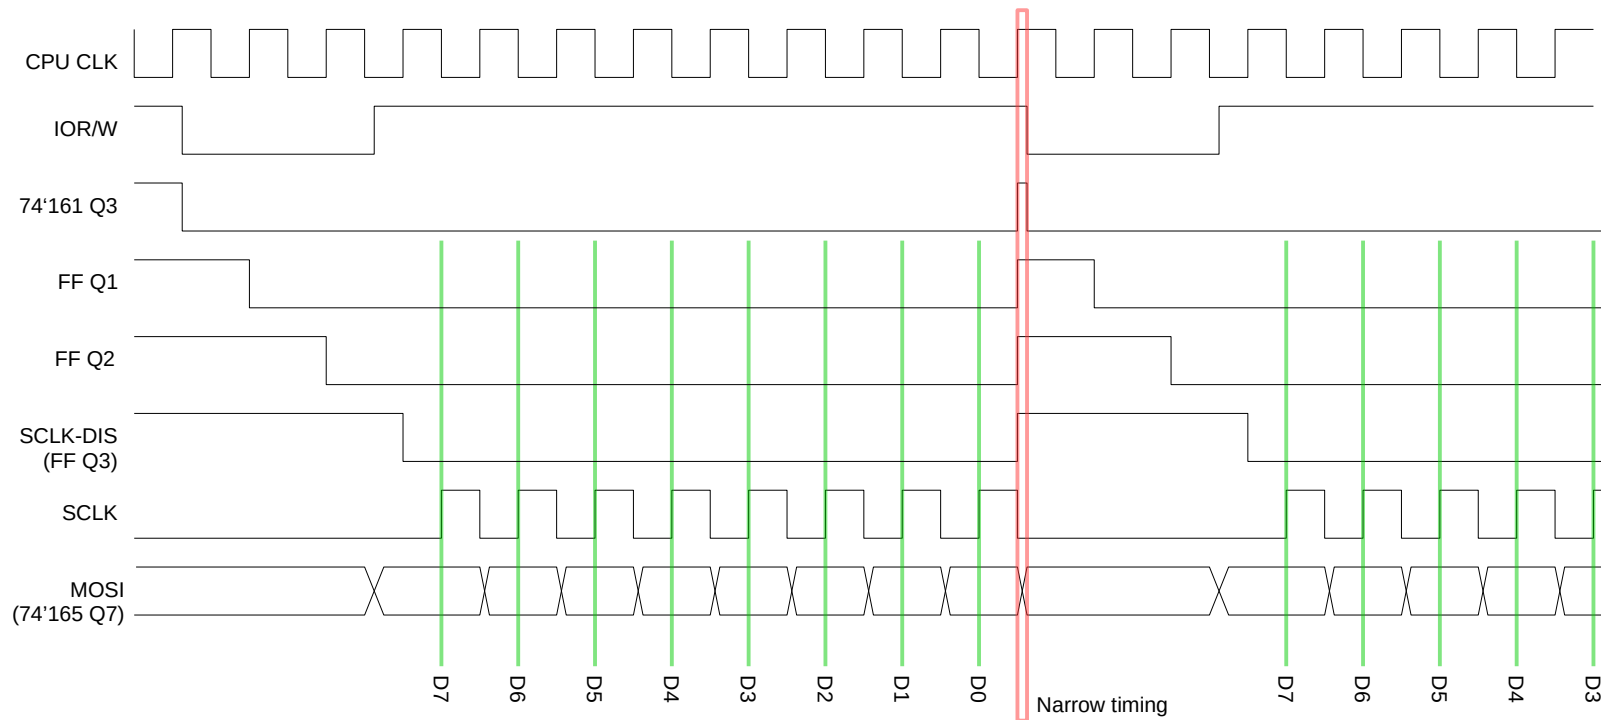 CPU CLK
IOR/W
74‘161 Q3
FF Q1
FF Q2
SCLK-DIS
(FF Q3)
SCLK
MOSI
(74’165 Q7)
D7
D6
D5
D4
D3
D2
D1
D0
Narrow timing
D7
D6
D5
D4
D3